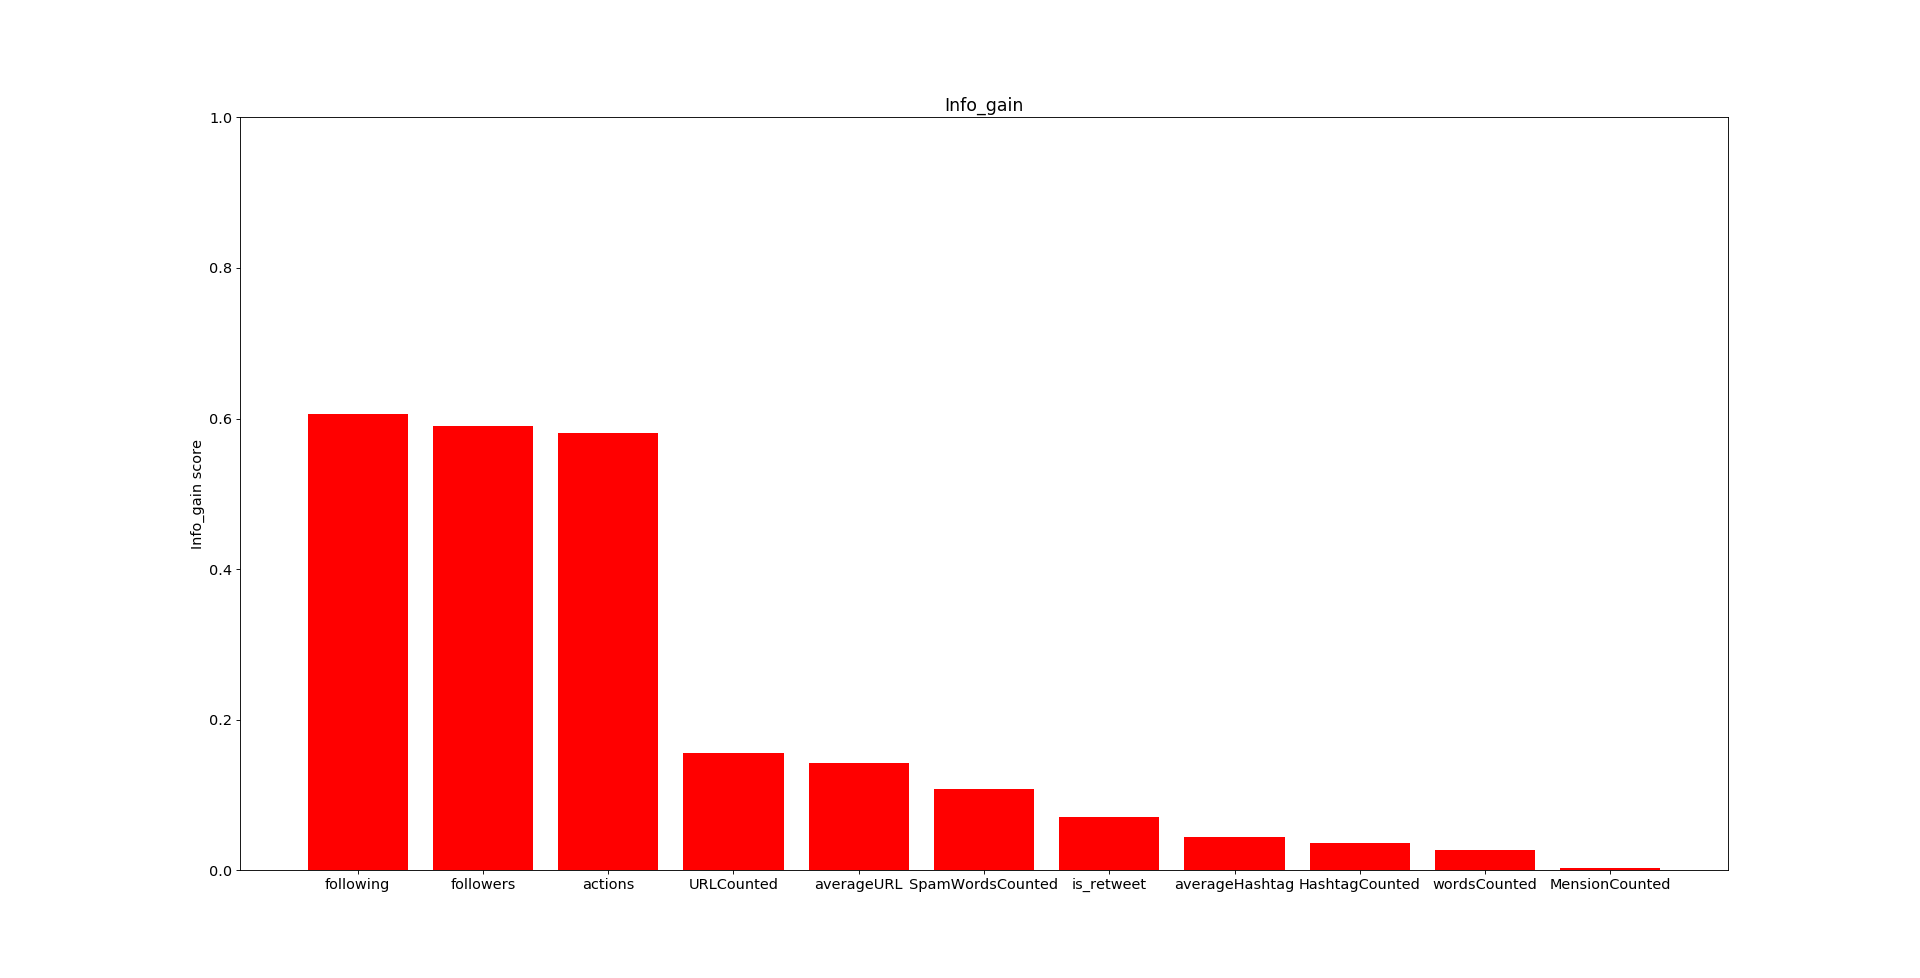 Info_gain
1.0
0.8
0.6
0.4
0.2
0.0
Info_gain score
following followers actions URLCounted averageURL SpamWordsCounted is_retweet averageHashtag HashtagCounted wordsCounted MensionCounted